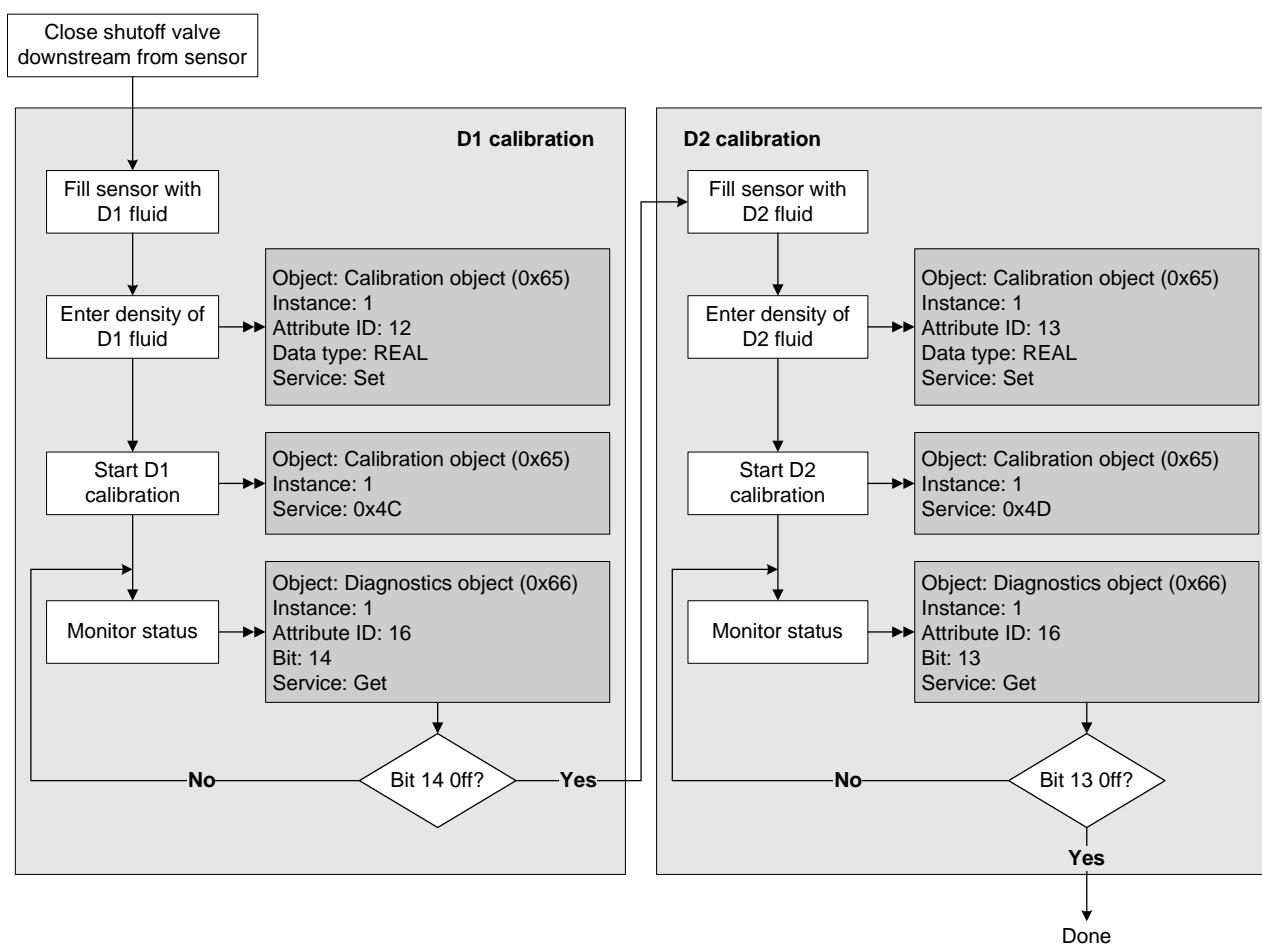 Close shutoff valve
downstream from sensor
D1 calibration
Fill sensor with
D1 fluid
Enter density of
D1 fluid
Object: Calibration object (0x65)
Instance: 1
Attribute ID: 12
Data type: REAL
Service: Set
Start D1
calibration
Object: Calibration object (0x65)
Instance: 1
Service: 0x4C
Monitor status
Object: Diagnostics object (0x66)
Instance: 1
Attribute ID: 16
Bit: 14
Service: Get
Bit 14 0ff?
No
Yes
D2 calibration
Fill sensor with
D2 fluid
Enter density of
D2 fluid
Object: Calibration object (0x65)
Instance: 1
Attribute ID: 13
Data type: REAL
Service: Set
Start D2
calibration
Object: Calibration object (0x65)
Instance: 1
Service: 0x4D
Monitor status
Object: Diagnostics object (0x66)
Instance: 1
Attribute ID: 16
Bit: 13
Service: Get
Bit 13 0ff?
No
Yes
Done